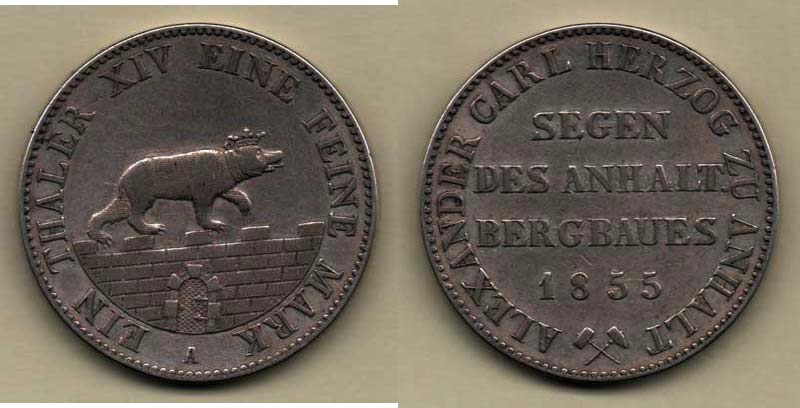 EIN THALER XIV EINE FEINE MARK
A
ALEXANDER CARL HERZOG ZU ANHALT
SEGEN
DES ANHALT.
BERGBAUES
1855